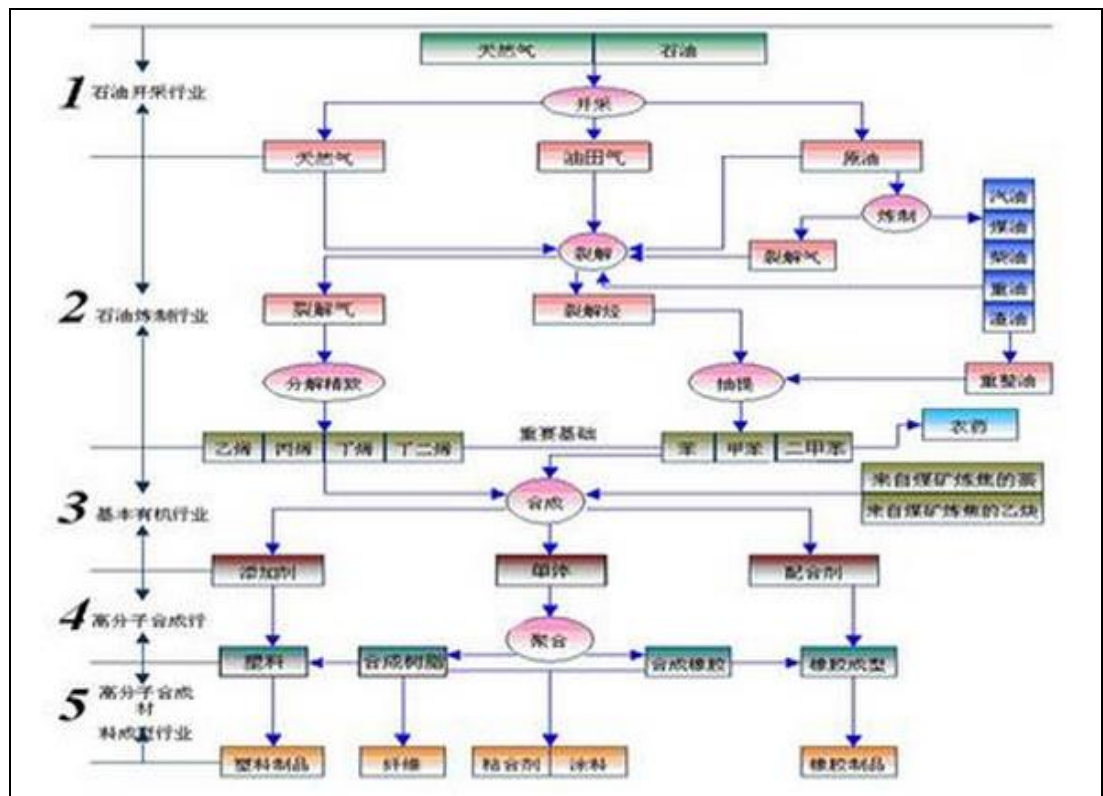 天然气 石油
1 石油开采行业
开采
天然气 油田气 原油
汽油
炼制
煤油
裂解 裂解气
柴油
2 石油炼制行业
裂解气 裂解烃
重油
渣油
分解精致 抽提 重整油
农药
乙烯 丙烯 丁烯 丁二烯 重要基础 苯 甲苯 二甲苯
来自煤矿炼焦的萘
3 基本有机行业
合成
来自煤矿炼焦的乙炔
添加剂 单体 配合剂
4 高分子合成行
聚合
塑料 合成树脂 合成橡胶 橡胶成型
5 高分子合成
材
料成型行业
塑料制品 纤维 粘合剂 涂料 橡胶制品